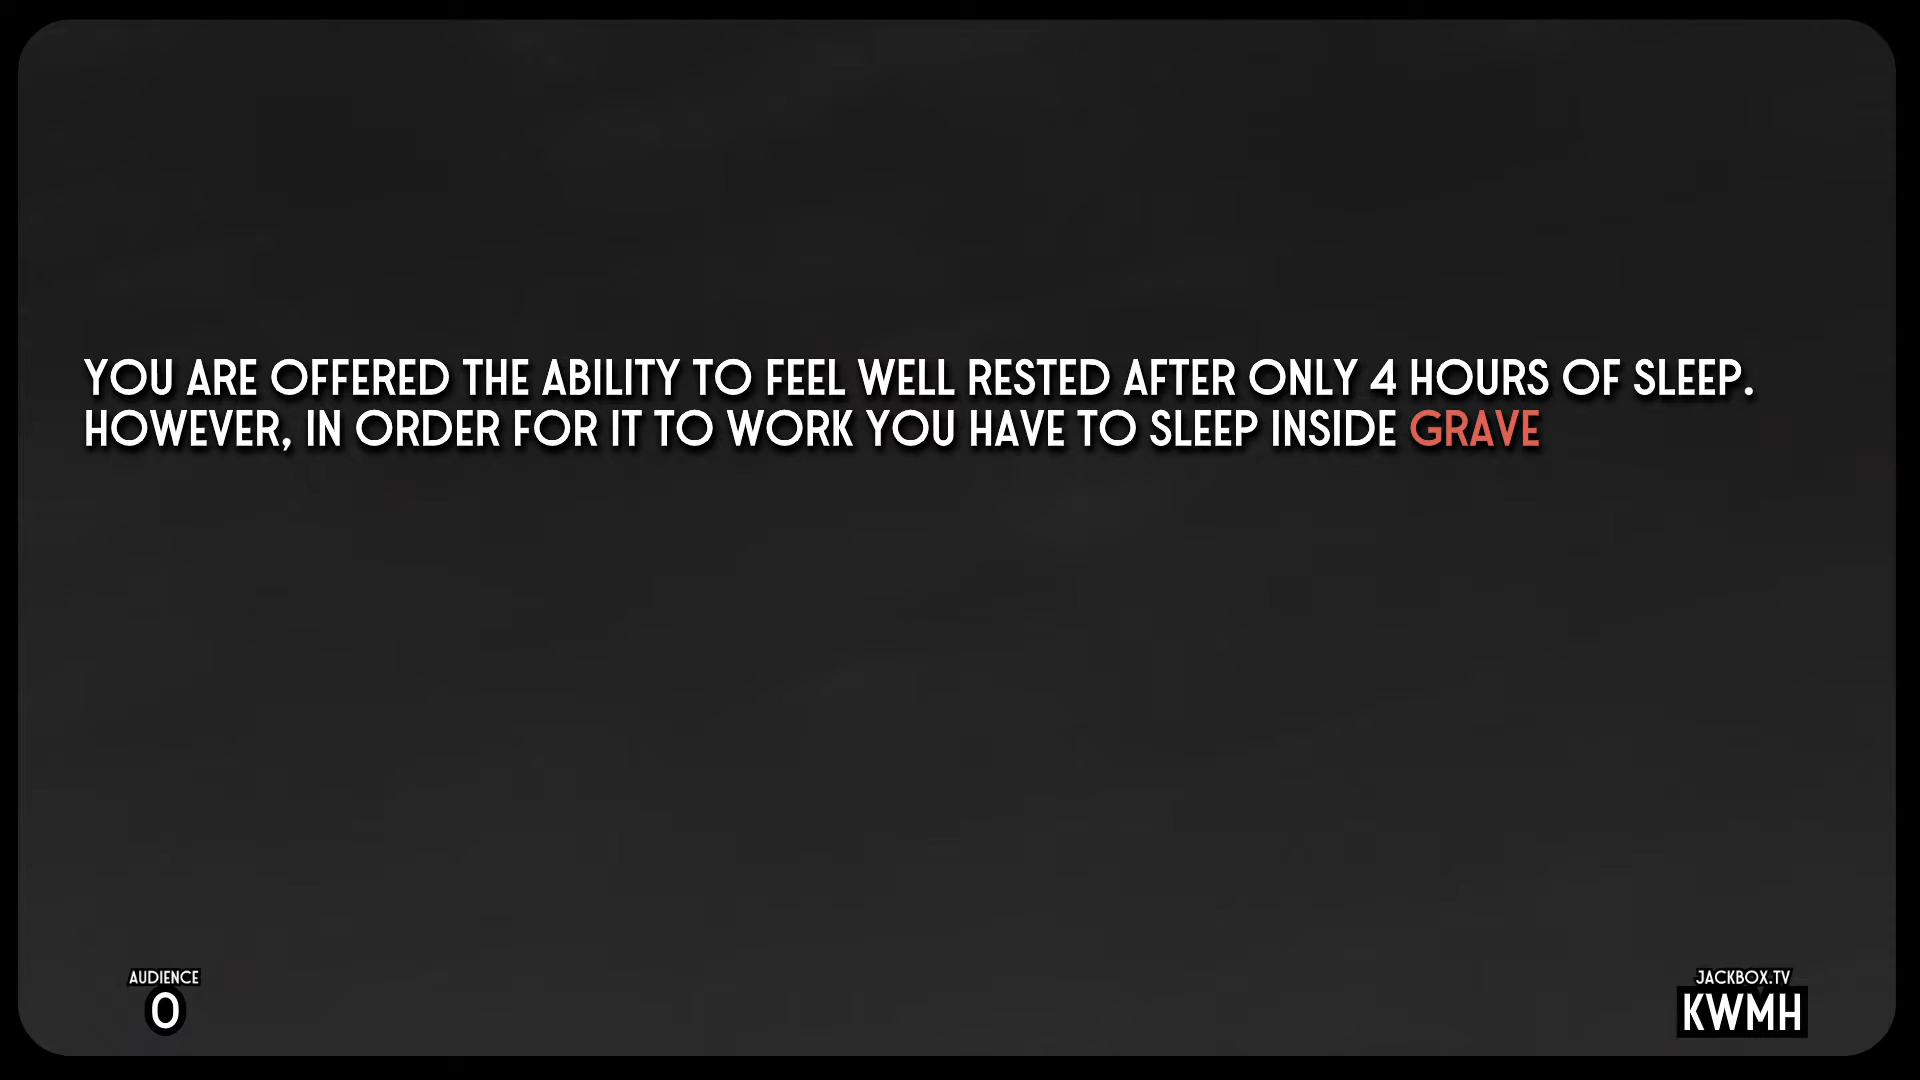 YOU ARE OFFERED THE ABILITY TO FEEL WELL RESTED AFTER ONLY 4 HOURS OF SLEEP.
HOWEVER, IN ORDER FOR IT TO WORK YOU HAVE TO SLEEP INSIDE GRAVE
AUDIENCE
0
JACKBOX.TV
KWMH